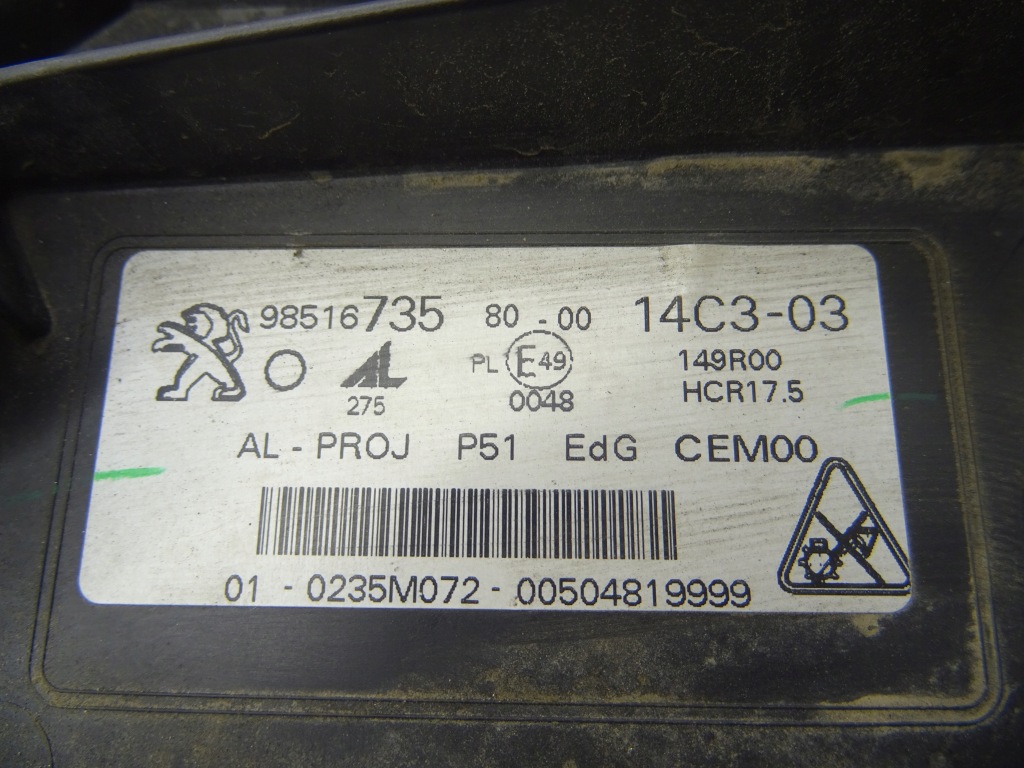 98516735 80 - 00 14C3-03
AL PL E49 149R00
275 0048 HCR17.5
AL - PROJ P51 EdG CEM00
01 - 0235M072 - 00504819999